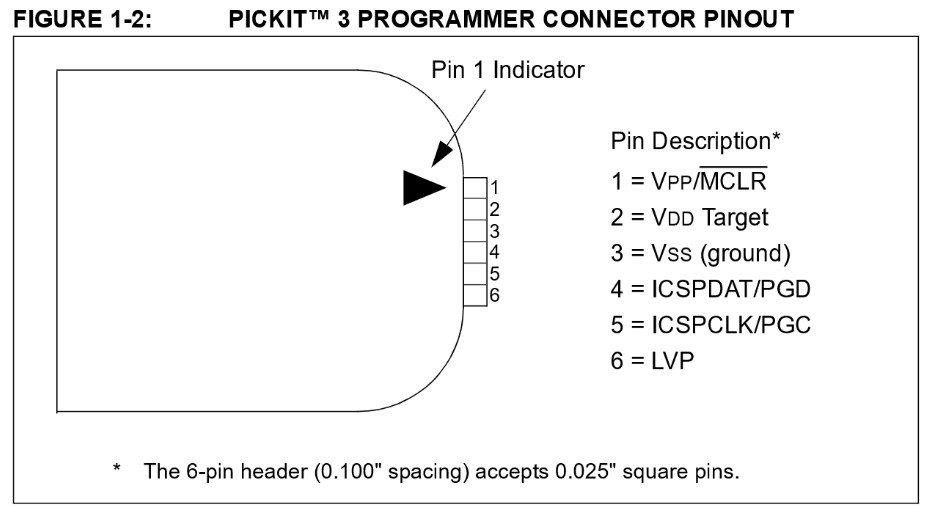 FIGURE 1-2: PICKIT™ 3 PROGRAMMER CONNECTOR PINOUT
Pin 1 Indicator
1
2
3
4
5
6
Pin Description*
1 = VPP/MCLR
2 = VDD Target
3 = VSS (ground)
4 = ICSPDAT/PGD
5 = ICSPCLK/PGC
6 = LVP
* The 6-pin header (0.100" spacing) accepts 0.025" square pins.